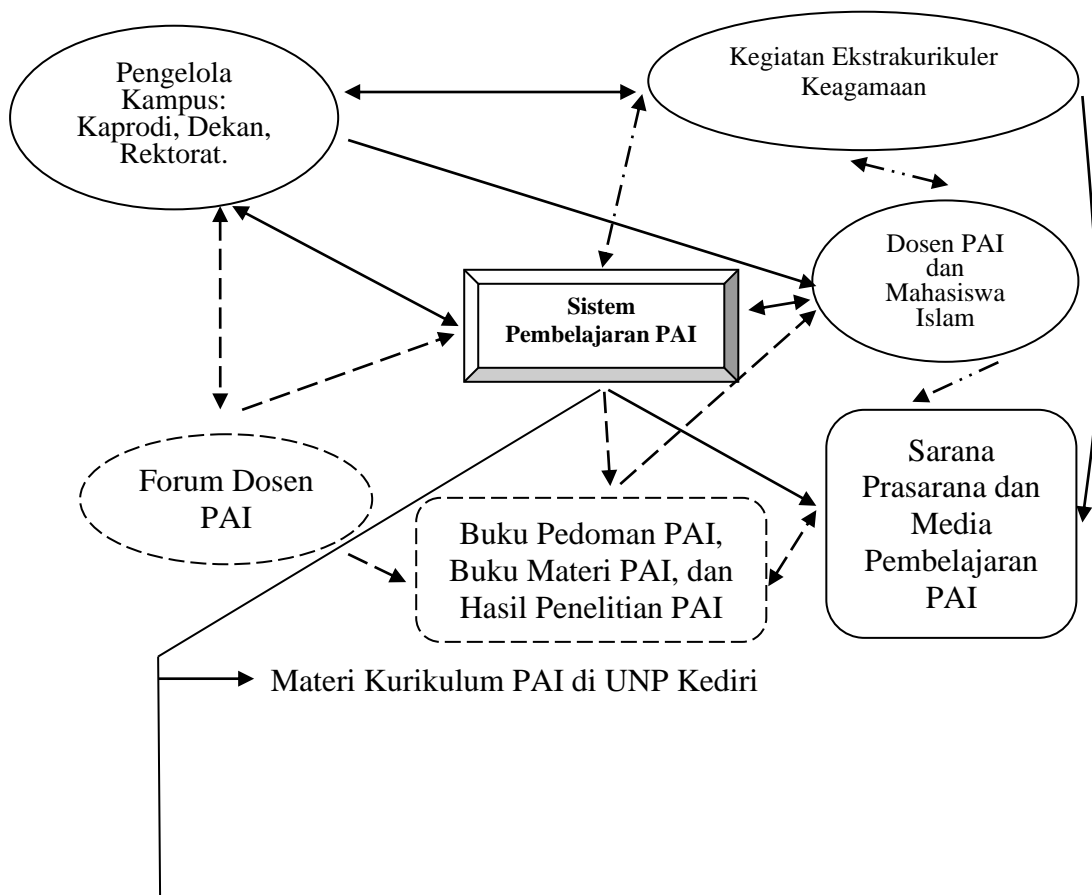 Pengelola
Kampus:
Kaprodi, Dekan,
Rektorat.
Kegiatan Ekstrakurikuler
Keagamaan
Dosen PAI
dan
Mahasiswa
Islam
Sistem
Pembelajaran PAI
Forum Dosen
PAI
Buku Pedoman PAI,
Buku Materi PAI, dan
Hasil Penelitian PAI
Sarana
Prasarana dan
Media
Pembelajaran
PAI
Materi Kurikulum PAI di UNP Kediri